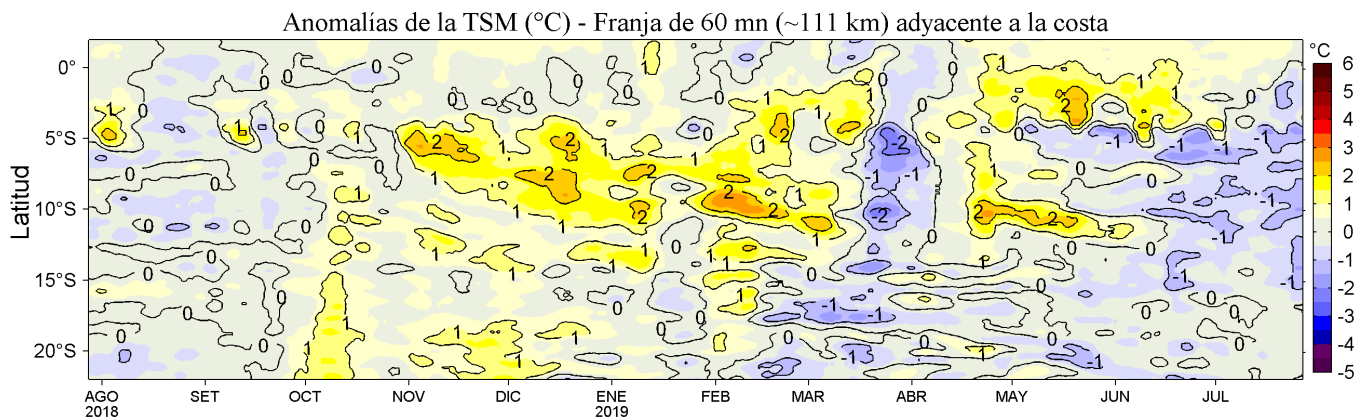 Anomalías de la TSM (°C) - Franja de 60 mn (~111 km) adyacente a la costa
°C
6
5
4
3
2
1
0
-1
-2
-3
-4
-5
Latitud
0°
5°S
10°S
15°S
20°S
AGO SET OCT NOV DIC ENE FEB MAR ABR MAY JUN JUL
2018 2019